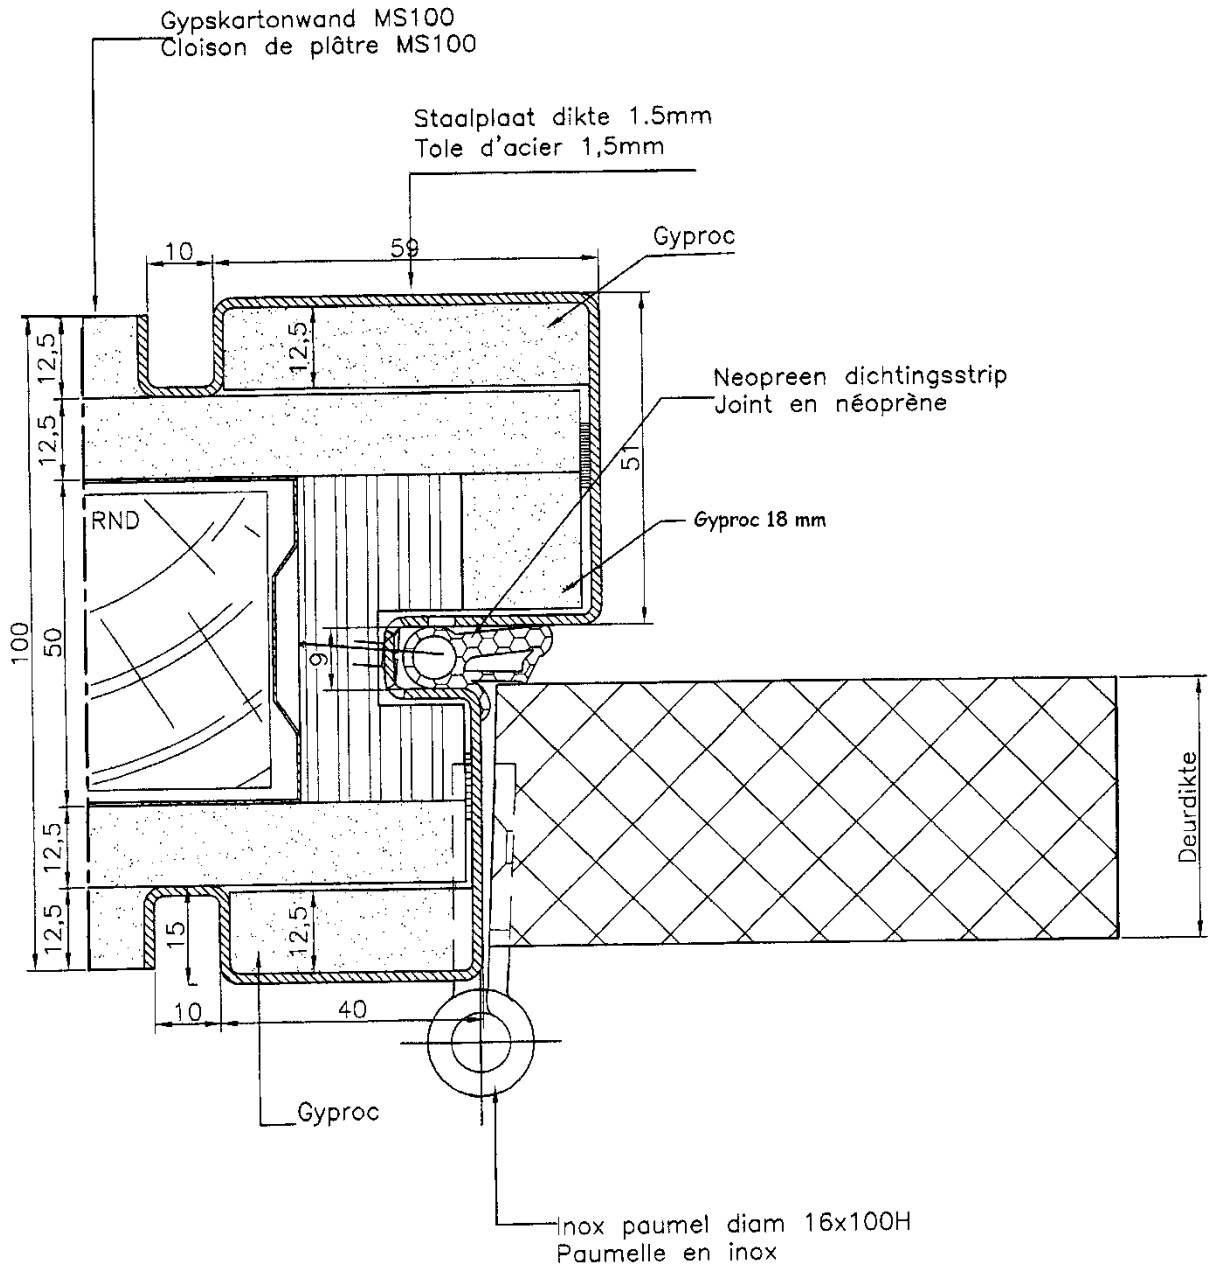 Gypskartonwand MS100
Cloison de plâtre MS100
Staalplaat dikte 1.5mm
Tole d'acier 1,5mm
Gyproc
10
59
12,5
12,5
12,5
Neopreen dichtingsstrip
Joint en néoprène
51
RND
Gyproc 18 mm
100
50
9
Deurdikte
12,5
12,5
15
12,5
10
40
Gyproc
Inox paumel diam 16x100H
Paumelle en inox